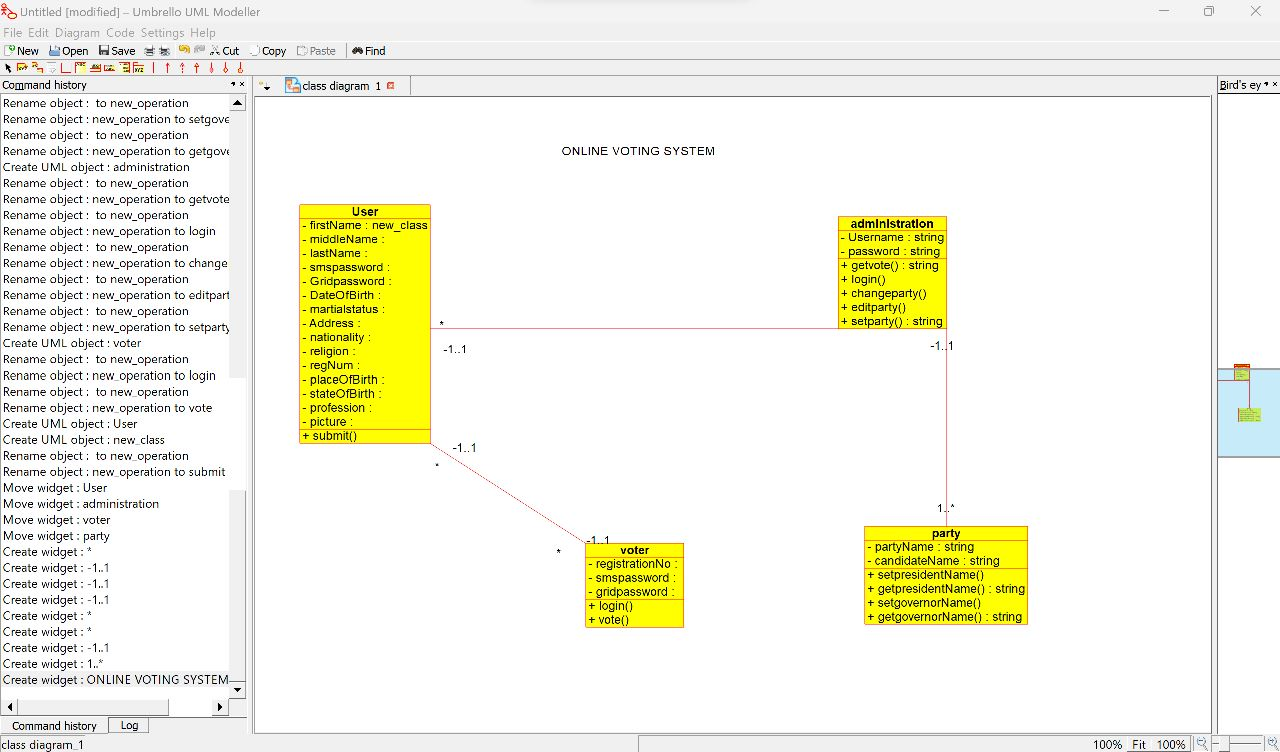 Untitled [modified] – Umbrello UML Modeller
File Edit Diagram Code Settings Help
New Open Save Cut Copy Paste Find
Command history
class diagram 1
Bird's ey
Rename object : to new_operation
Rename object : new_operation to setgove
Rename object : to new_operation
Rename object : new_operation to getgove
Create UML object : administration
Rename object : to new_operation
Rename object : new_operation to getvote
Rename object : to new_operation
Rename object : new_operation to login
Rename object : to new_operation
Rename object : new_operation to change
Rename object : to new_operation
Rename object : new_operation to editpart
Rename object : to new_operation
Rename object : new_operation to setparty
Create UML object : voter
Rename object : to new_operation
Rename object : new_operation to login
Rename object : to new_operation
Rename object : new_operation to vote
Create UML object : User
Create UML object : new_class
Rename object : to new_operation
Rename object : new_operation to submit
Move widget : User
Move widget : administration
Move widget : voter
Move widget : party
Create widget : *
Create widget : -1..1
Create widget : -1..1
Create widget : -1..1
Create widget : *
Create widget : *
Create widget : -1..1
Create widget : 1..*
Create widget : ONLINE VOTING SYSTEM
Command history Log
ONLINE VOTING SYSTEM
User
- firstName : new_class
- middleName :
- lastName :
- smspassword :
- Gridpassword :
- DateOfBirth :
- martialstatus :
- Address :
- nationality :
- religion :
- regNum :
- placeOfBirth :
- stateOfBirth :
- profession :
- picture :
+ submit()
administration
- Username : string
- password : string
+ getvote() : string
+ login()
+ changeparty()
+ editparty()
+ setparty() : string
*
-1..1
-1..1
-1..1
*
1..*
-1..1
*
voter
- registrationNo :
- smspassword :
- gridpassword :
+ login()
+ vote()
party
- partyName : string
- candidateName : string
+ setpresidentName()
+ getpresidentName() : string
+ setgovernorName()
+ getgovernorName() : string
class diagram_1
100% Fit 100%